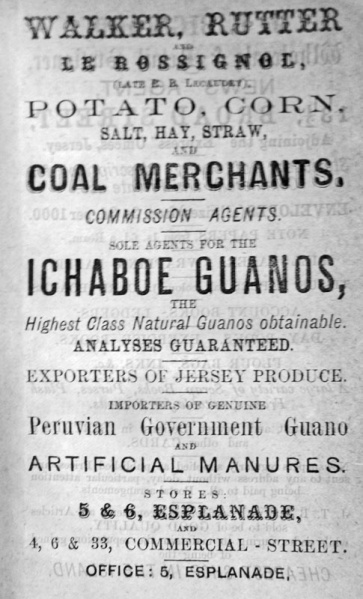 WALKER, RUTTER
AND
LE ROSSIGNOL,
(LATE E. B. LECAUDEY),
POTATO, CORN,
SALT, HAY, STRAW,
AND
COAL MERCHANTS.
COMMISSION AGENTS.
SOLE AGENTS FOR THE
ICHABOE GUANOS,
THE
Highest Class Natural Guanos obtainable.
ANALYSES GUARANTEED.
EXPORTERS OF JERSEY PRODUCE.
IMPORTERS OF GENUINE
Peruvian Government Guano
AND
ARTIFICIAL MANURES.
STORES:
5 & 6, ESPLANADE,
AND
4, 6 & 33, COMMERCIAL-STREET.
OFFICE: 5, ESPLANADE,